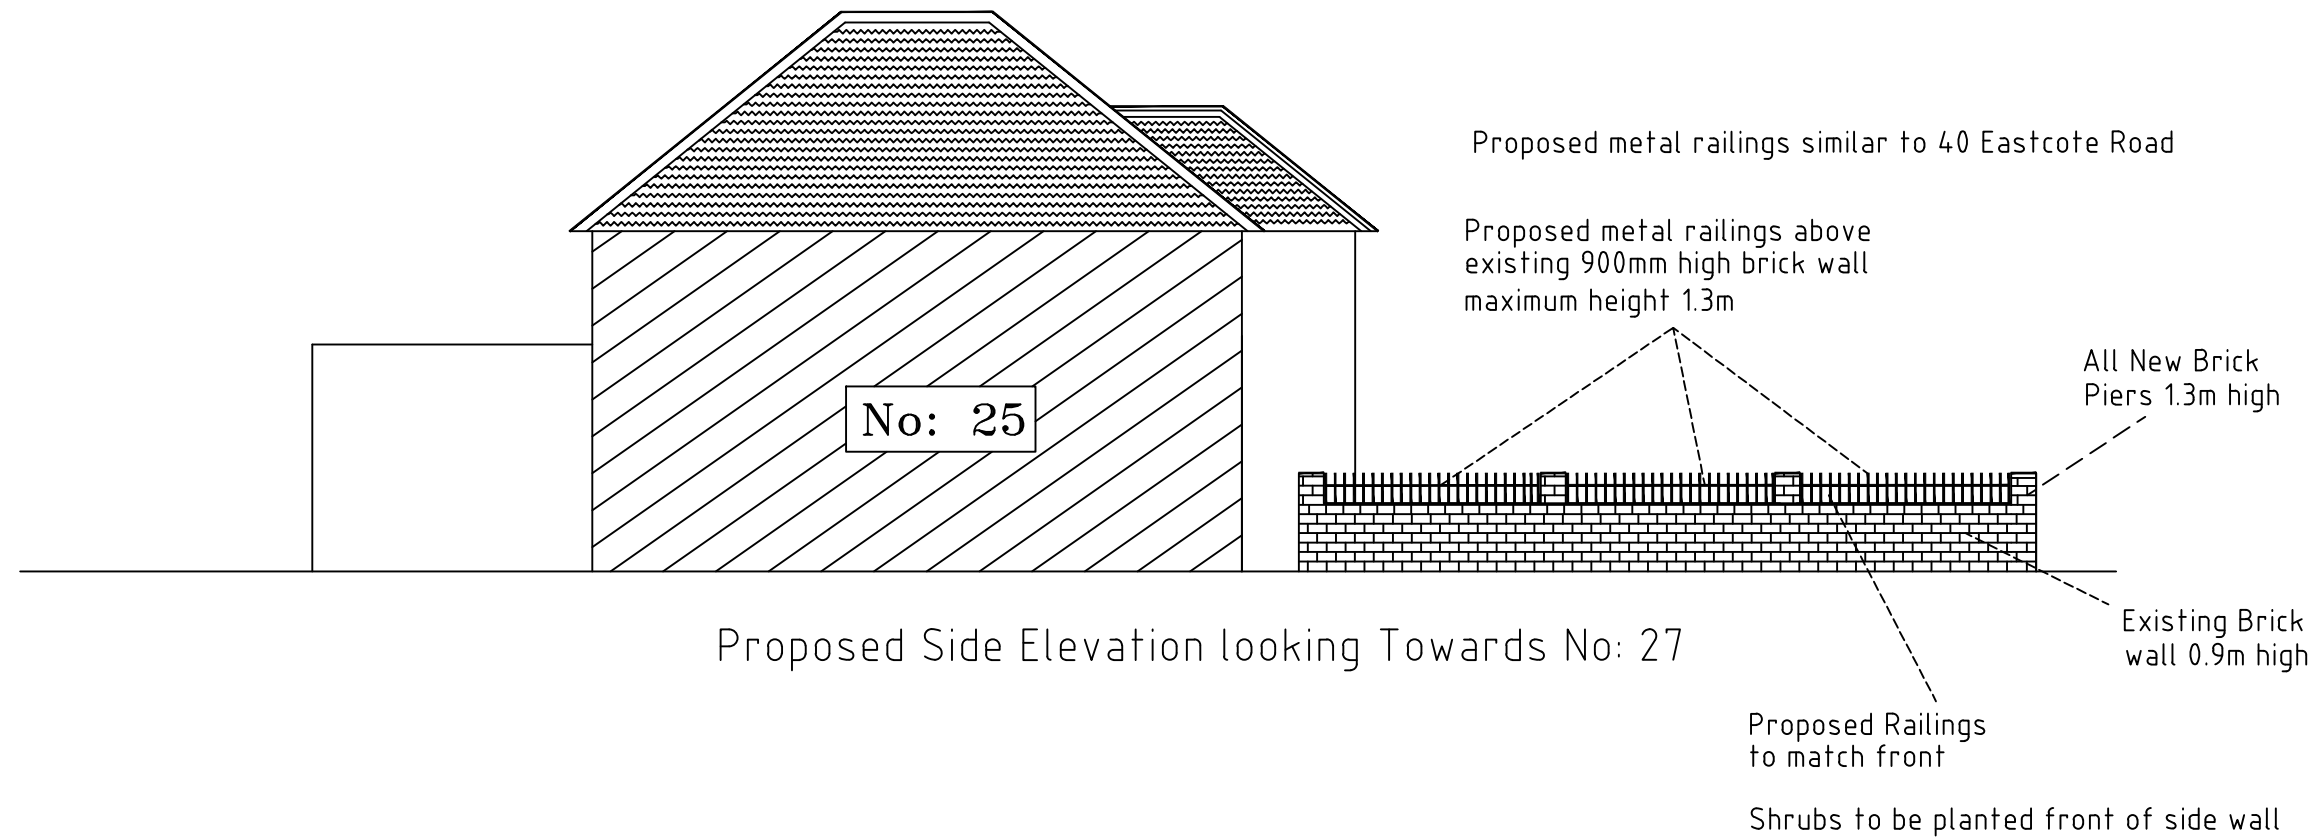 Proposed metal railings similar to 40 Eastcote Road
Proposed metal railings above
existing 900mm high brick wall
maximum height 1.3m
All New Brick
Piers 1.3m high
No: 25
Existing Brick
wall 0.9m high
Proposed Side Elevation looking Towards No: 27
Proposed Railings
to match front
Shrubs to be planted front of side wall